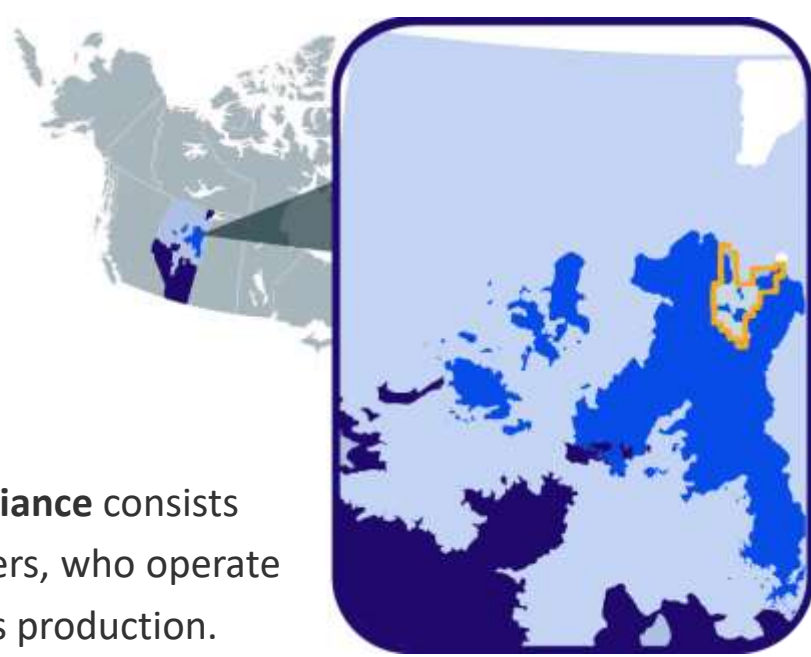 iance consists
ers, who operate
s production.